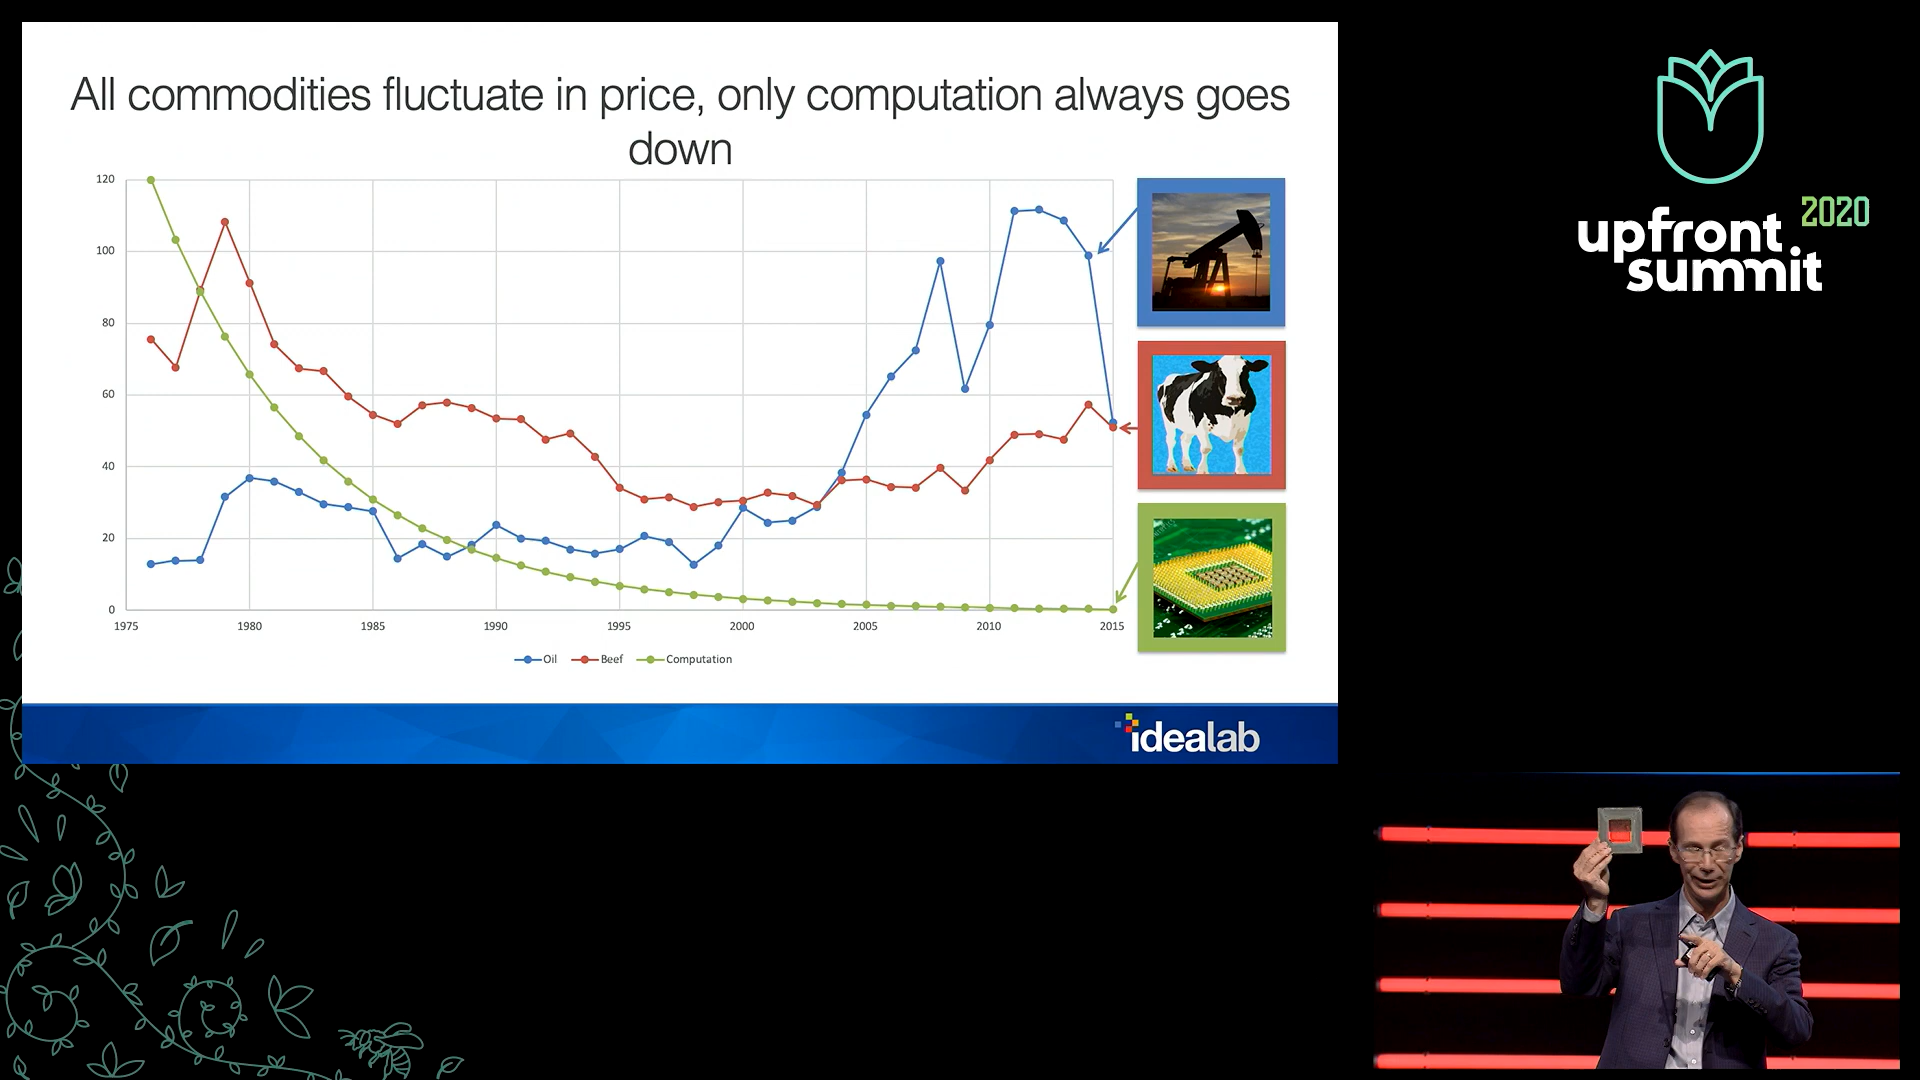 All commodities fluctuate in price, only computation always goes
down
120
100
80
60
40
20
0
1975 1980 1985 1990 1995 2000 2005 2010 2015
Oil Beef Computation
idealab
upfront 2020
summit